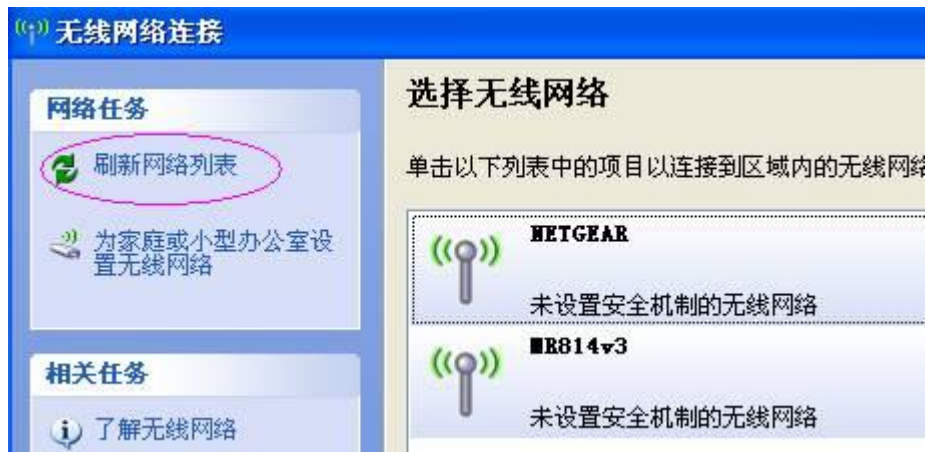 无线网络连接
网络任务
刷新网络列表
为家庭或小型办公室设
置无线网络
相关任务
了解无线网络
选择无线网络
单击以下列表中的项目以连接到区域内的无线网络
NETGEAR
未设置安全机制的无线网络
MR814v3
未设置安全机制的无线网络